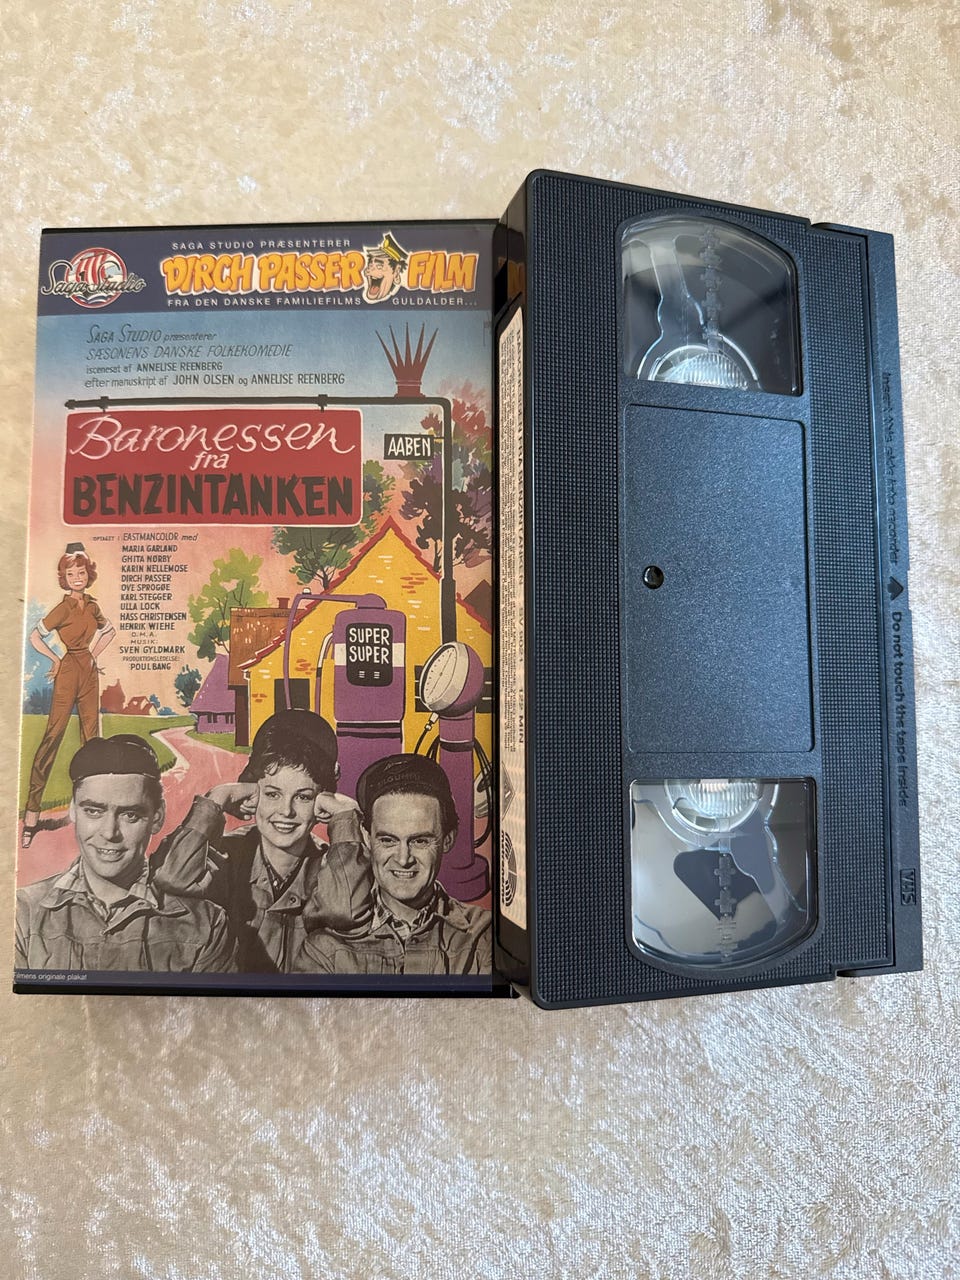 Saga Studio
SAGA STUDIO PRÆSENTERER
DIRCH PASSER FILM
FRA DEN DANSKE FAMILIEFILMS GULDALDER...
SAGA STUDIO præsenterer
SÆSONENS DANSKE FOLKEKOMEDIE
iscenesat af ANNELISE REENBERG
efter manuskript af JOHN OLSEN og ANNELISE REENBERG
Baronessen
fra
BENZINTANKEN
AABEN
OPTAGET I EASTMANCOLOR med
MARIA GARLAND
GHITA NØRBY
KARIN NELLEMOSE
DIRCH PASSER
OVE SPROGØE
KARL STEGGER
ULLA LOCK
HASS CHRISTENSEN
HENRIK WIEHE
O.M.A.
MUSIK:
SVEN GYLDMARK
PRODUKTIONSLEDELSE:
POUL BANG
SUPER
SUPER
Filmens originale plakat
BARONESSEN FRA BENZINTANKEN
122 MIN
Insert this side into recorder
Do not touch the tape inside
VHS